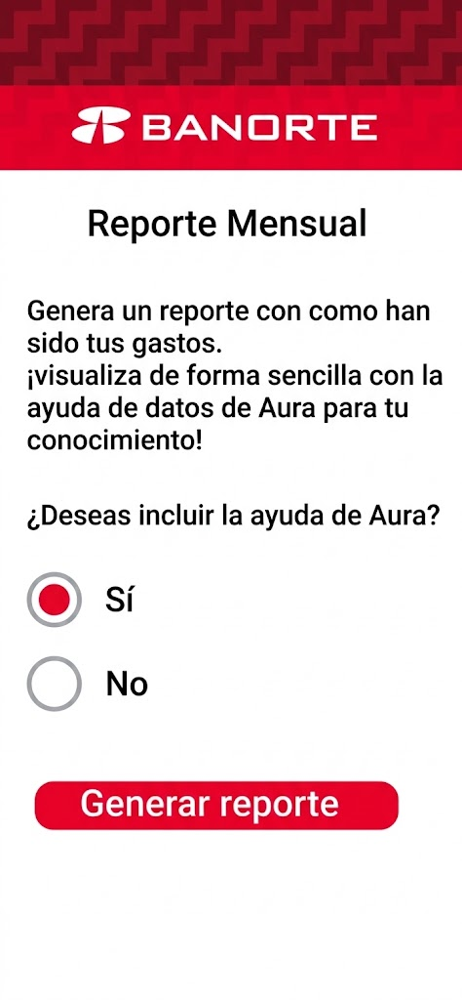 BANORTE
Reporte Mensual
Genera un reporte con como han
sido tus gastos.
¡visualiza de forma sencilla con la
ayuda de datos de Aura para tu
conocimiento!
¿Deseas incluir la ayuda de Aura?
Sí
No
Generar reporte